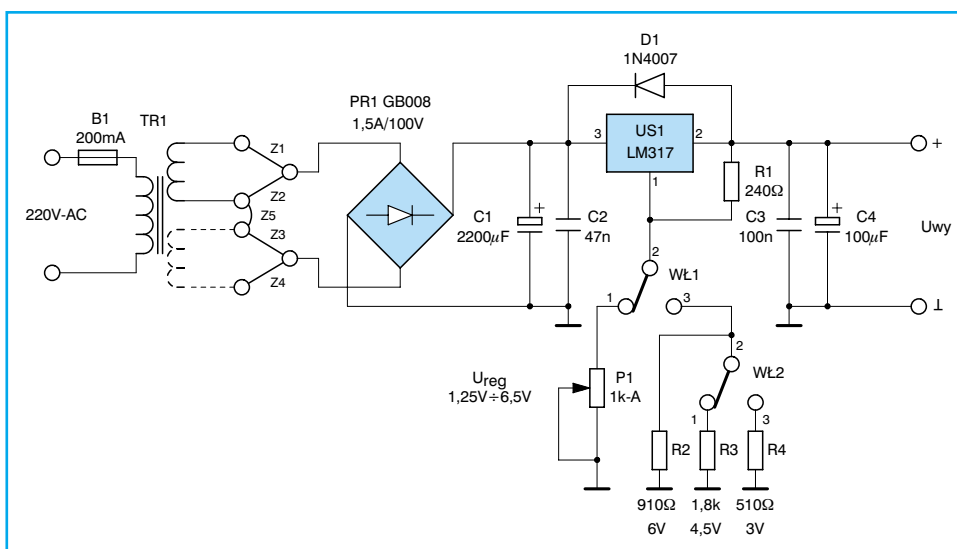 D1
1N4007
PR1 GB008
1,5A/100V
B1
200mA
TR1
Z1
Z2
Z5
Z3
Z4
220V-AC
3
US1
LM317
2
1
R1
240Ω
+
C1
2200μF
C2
47n
C3
100n
+
C4
100μF
+
Uwy
⊥
2
WŁ1
1
3
2
WŁ2
1
3
Ureg
1,25V÷6,5V
P1
1k-A
R2
R3
R4
910Ω
1,8k
510Ω
6V
4,5V
3V